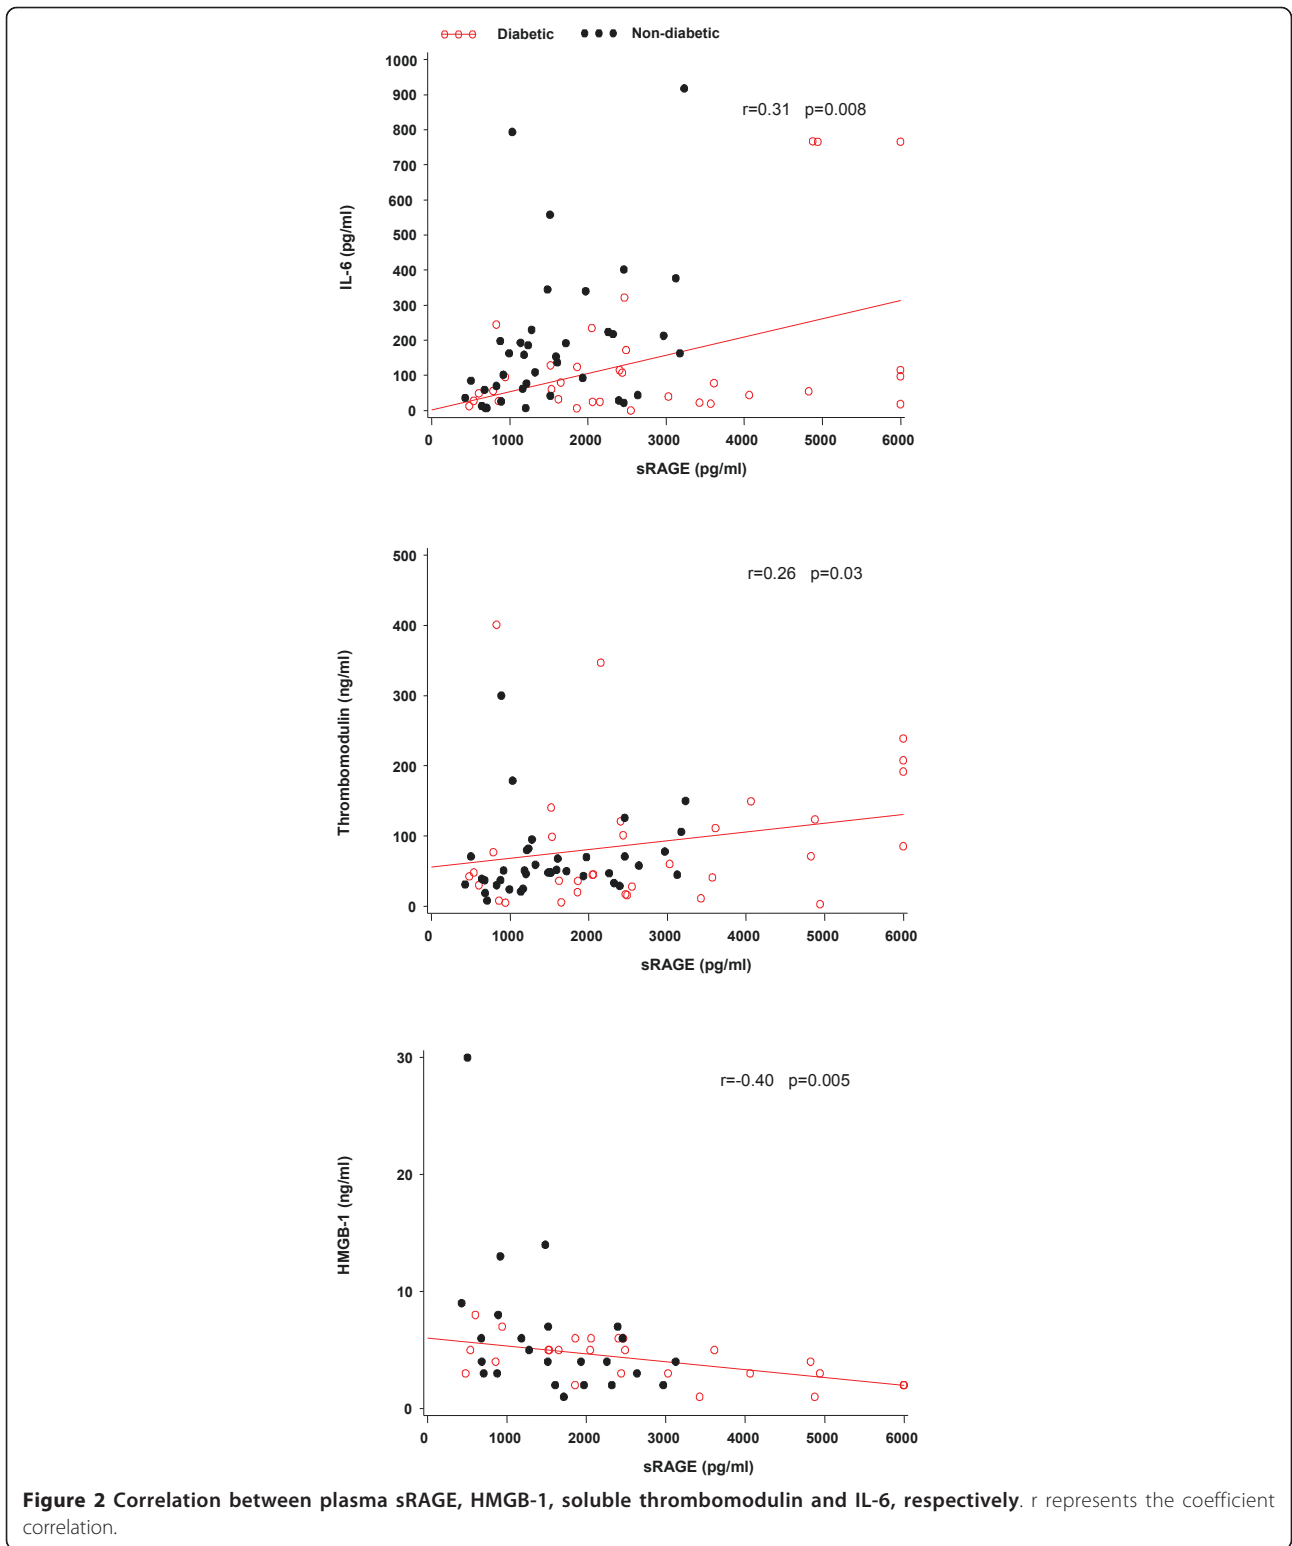 Diabetic Non-diabetic
1000
900
r=0.31 p=0.008
800
700
600
500
400
300
200
100
0
IL-6 (pg/ml)
0 1000 2000 3000 4000 5000 6000
sRAGE (pg/ml)
500
r=0.26 p=0.03
400
300
200
100
0
Thrombomodulin (ng/ml)
0 1000 2000 3000 4000 5000 6000
sRAGE (pg/ml)
30
r=-0.40 p=0.005
20
10
0
HMGB-1 (ng/ml)
0 1000 2000 3000 4000 5000 6000
sRAGE (pg/ml)
Figure 2 Correlation between plasma sRAGE, HMGB-1, soluble thrombomodulin and IL-6, respectively. r represents the coefficient
correlation.